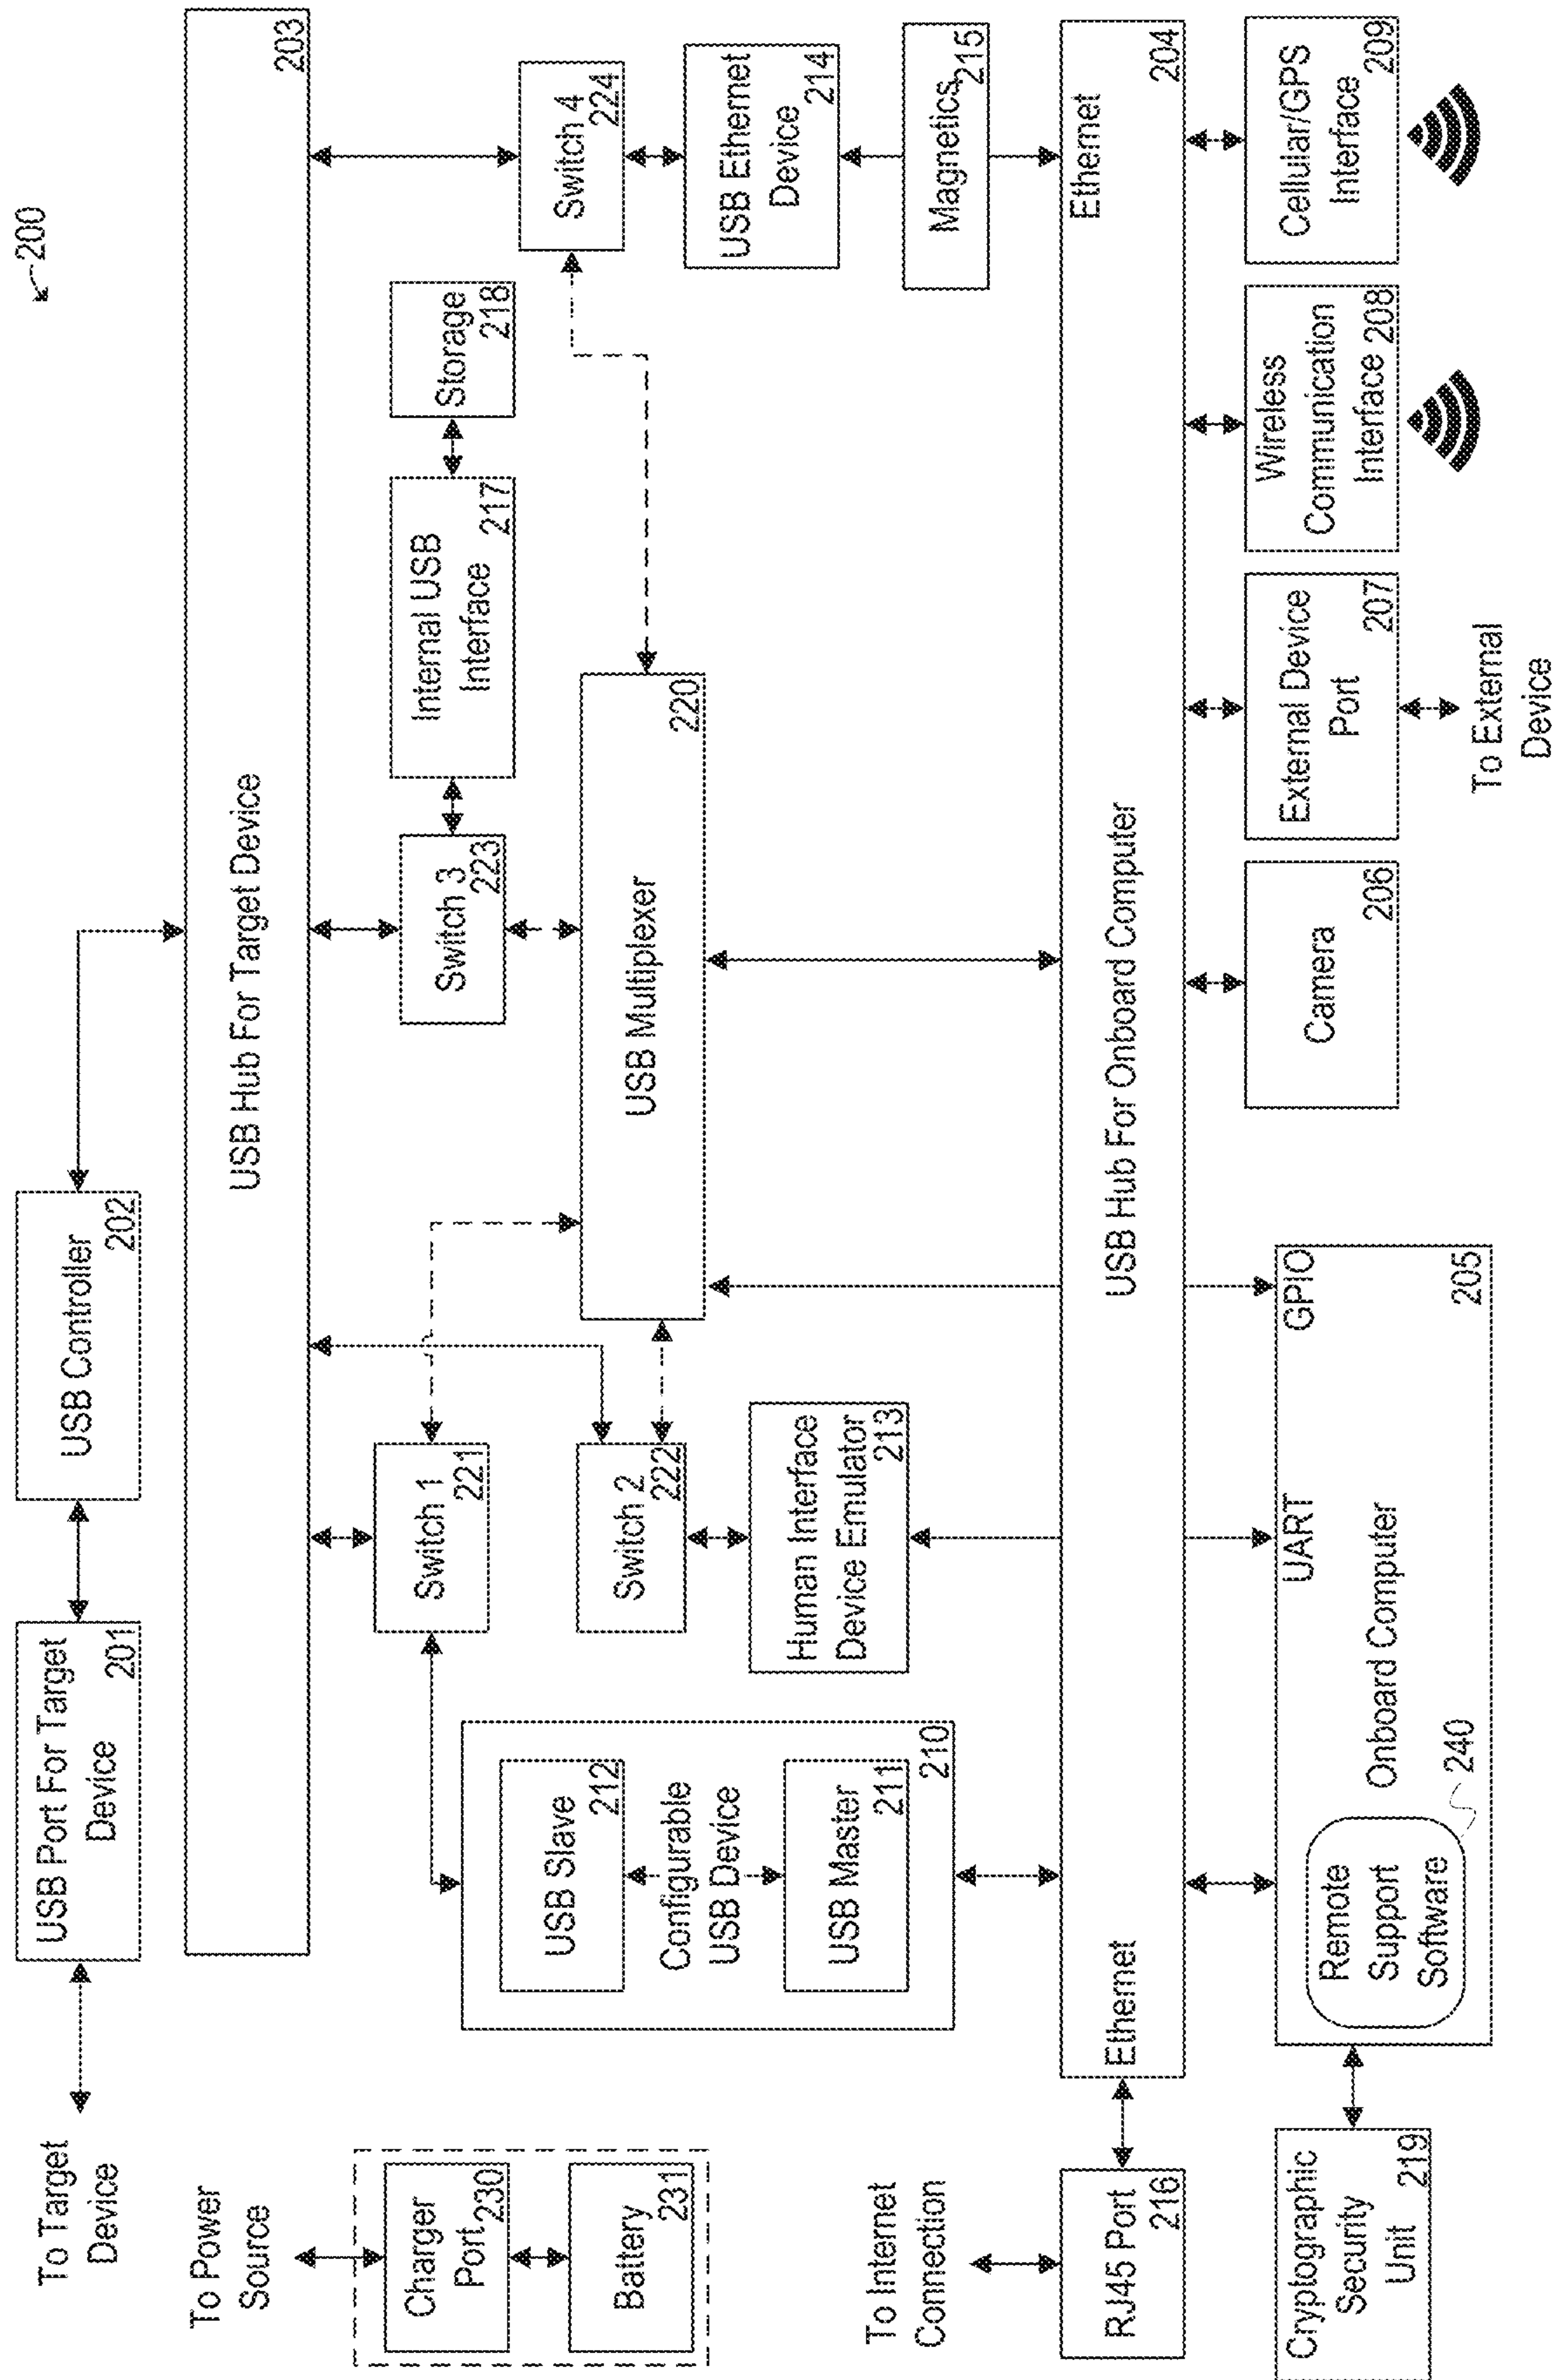 200
To Target
Device
USB Port For Target
Device
201
USB Controller
202
To Power
Source
Charger
Port
230
Battery
231
USB Hub For Target Device
203
Switch 1
221
Switch 2
222
Switch 3
223
Internal USB
Interface
217
Storage
218
Switch 4
224
USB Ethernet
Device
214
Magnetics
215
USB Slave
212
Configurable
USB Device
USB Master
211
210
Human Interface
Device Emulator
213
USB Multiplexer
220
To Internet
Connection
RJ45 Port
216
Ethernet
USB Hub For Onboard Computer
Ethernet
204
Cryptographic
Security
Unit
219
Remote
Support
Software
240
UART
GPIO
Onboard Computer
205
Camera
206
External Device
Port
207
To External
Device
Wireless
Communication
Interface 208
Cellular/GPS
Interface
209